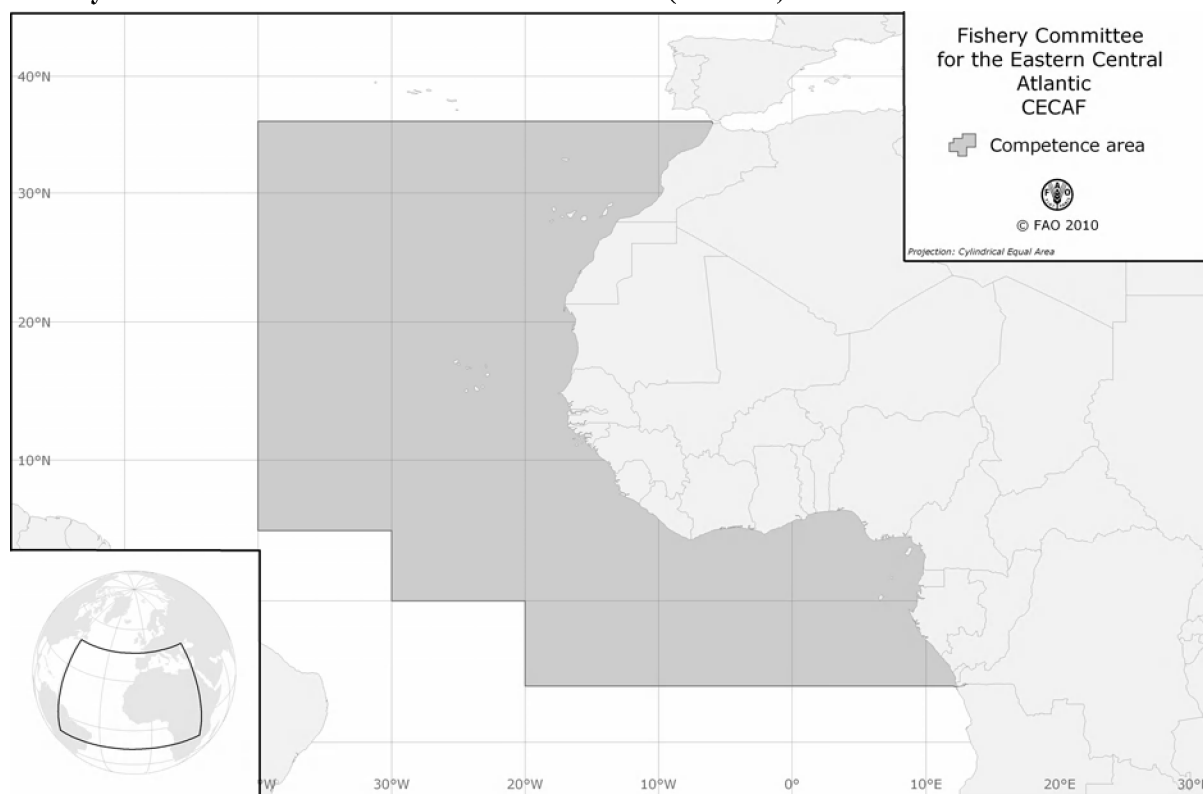 Fishery Committee
for the Eastern Central
Atlantic
CECAF
Competence area
F A O
© FAO 2010
Projection: Cylindrical Equal Area
40°N
30°N
20°N
10°N
30°W
20°W
10°W
0°
10°E
20°E